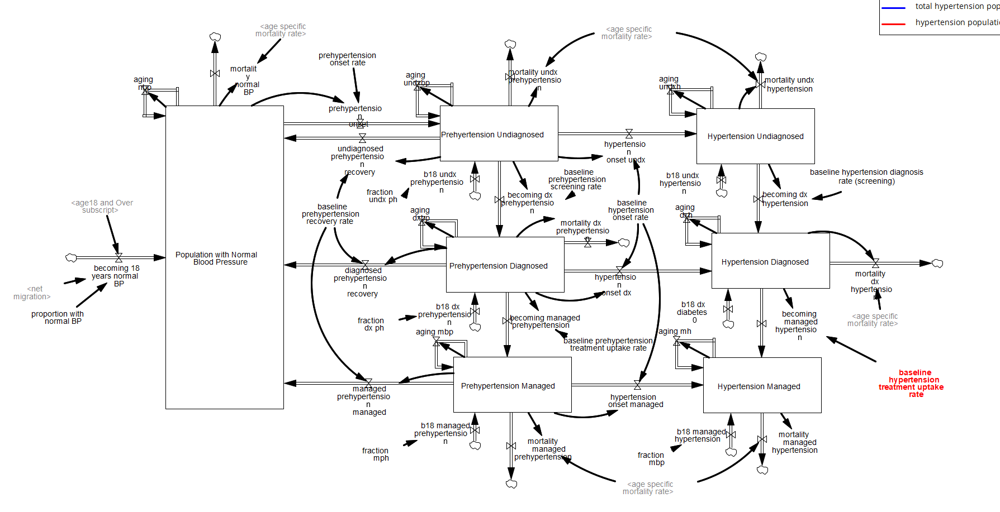 total hypertension pop
hypertension populati
<age specific
mortality rate>
<age specific
mortality rate>
prehypertension
onset rate
mortalit
y
normal
BP
aging
nbp
aging
undxbp
mortality undx
prehypertensio
n
aging
undxh
mortality undx
hypertension
prehypertensio
n
onset
Prehyertension Undiagnosed
Hypertension Undiagnosed
undiagnosed
prehypertensio
n
recovery
hypertensio
n
onset undx
b18 undx
prehypertensio
n
baseline
prehypertension
screening rate
b18 undx
hypertensio
n
baseline hypertension diagnosis
rate (screening)
fraction
undx ph
becoming dx
prehypertensio
n
becoming dx
hypertension
<age18 and Over
subscript>
baseline
prehypertension
recovery rate
aging
dxbp
baseline
hypertension
onset rate
aging
dxh
mortality dx
prehypertensio
n
Population with Normal
Blood Pressure
Prehypertension Diagnosed
Hypertension Diagnosed
becoming 18
years normal
BP
diagnosed
prehypertensio
n
recovery
hypertensio
n
onset dx
mortality
dx
hypertensio
n
<net
migration>
proportion with
normal BP
b18 dx
prehypertensio
n
fraction
dx ph
becoming managed
prehypertension
b18 dx
diabetes
0
becoming
managed
hypertensio
n
<age specific
mortality rate>
aging mbp
baseline prehypertension
treatment uptake rate
aging mh
Prehypertension Managed
Hypertension Managed
baseline
hypertension
treatment uptake
rate
managed
prehypertensio
n
managed
hypertension
onset managed
b18 managed
prehypertensio
n
fraction
mph
mortality
managed
prehypertension
b18 managed
hypertension
fraction
mbp
mortality
managed
hypertension
<age specific
mortality rate>